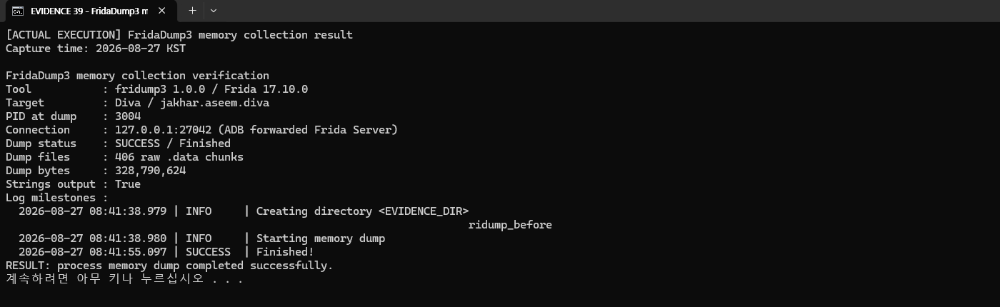 EVIDENCE 39 - FridaDump3 m
[ACTUAL EXECUTION] FridaDump3 memory collection result
Capture time: 2026-08-27 KST
FridaDump3 memory collection verification
Tool           : fridump3 1.0.0 / Frida 17.10.0
Target         : Diva / jakhar.aseem.diva
PID at dump    : 3004
Connection     : 127.0.0.1:27042 (ADB forwarded Frida Server)
Dump status    : SUCCESS / Finished
Dump files     : 406 raw .data chunks
Dump bytes     : 328,790,624
Strings output : True
Log milestones :
  2026-08-27 08:41:38.979 | INFO     | Creating directory <EVIDENCE_DIR>
ridump_before
  2026-08-27 08:41:38.980 | INFO     | Starting memory dump
  2026-08-27 08:41:55.097 | SUCCESS  | Finished!
RESULT: process memory dump completed successfully.
계속하려면 아무 키나 누르십시오 . . .